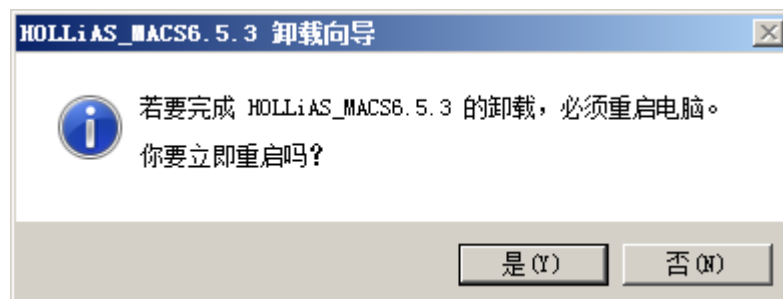 HOLLiAS_MACS6.5.3 卸载向导
若要完成 HOLLiAS_MACS6.5.3 的卸载，必须重启电脑。
你要立即重启吗?
是(Y)
否(N)